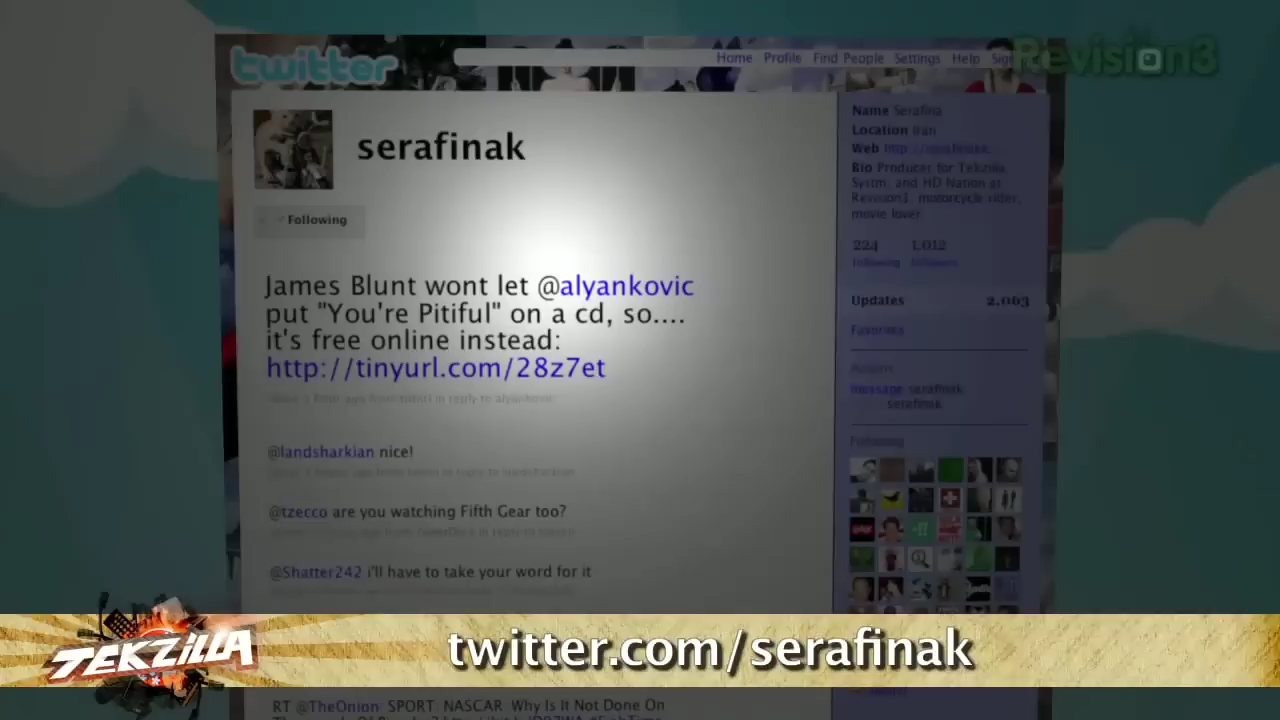 twitter
Home Profile Find People Settings Help
Revision3
serafinak
Following
James Blunt wont let @alyankovic
put "You're Pitiful" on a cd, so....
it's free online instead:
http://tinyurl.com/28z7et
@landsharkian nice!
@tzecco are you watching Fifth Gear too?
@Shatter242 i'll have to take your word for it
RT @TheOnion: SPORT NASCAR Why Is It Not Done On
Name Serafina
Location Iran
Web
Bio Producer for Tekzilla,
Systm, and HD Nation at
Revision3, motorcycle rider,
movie lover
224 1,012
following followers
Updates 2,063
Favorites
message serafinak
serafinak
Following
TEKZILLA
twitter.com/serafinak